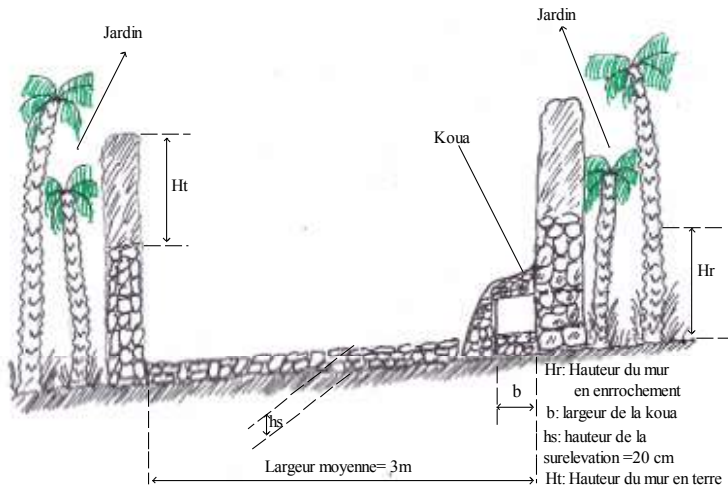 Jardin
Jardin
Koua
Ht
Hr
b
hs
Largeur moyenne= 3m
Hr: Hauteur du mur
en enrrochement
b: largeur de la koua
hs: hauteur de la
surelevation =20 cm
Ht: Hauteur du mur en terre